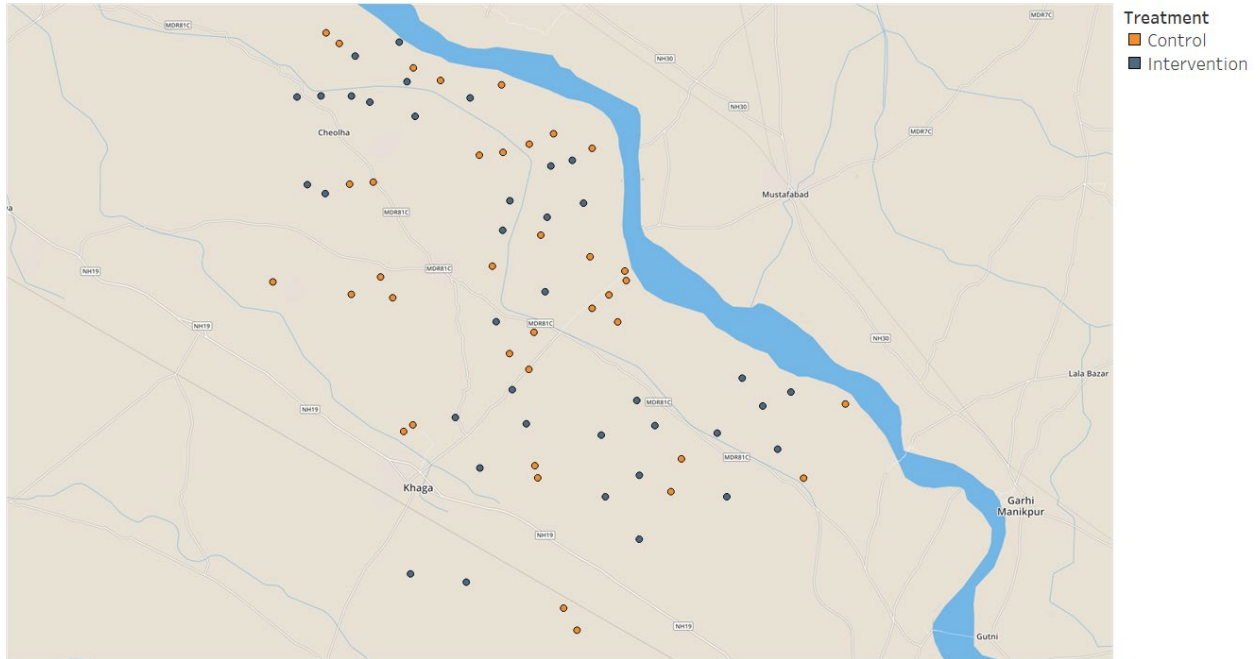 MDR81C
MDR7C
Treatment
Control
Intervention
NH30
NH30
Cheolha
MDR7C
Mustafabad
MDR81C
NH19
MDR81C
NH19
MDR81C
NH30
Lala Bazar
NH19
MDR81C
MDR81C
Khaga
Garhi
Manikpur
NH19
NH19
Gutni